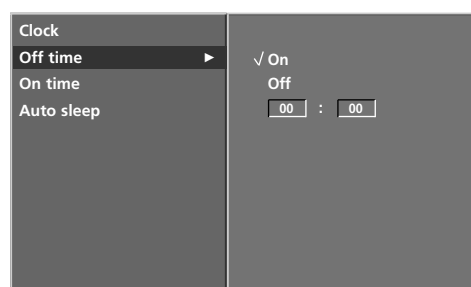 Clock
Off time ►
On time
Auto sleep
√ On
Off
00 : 00